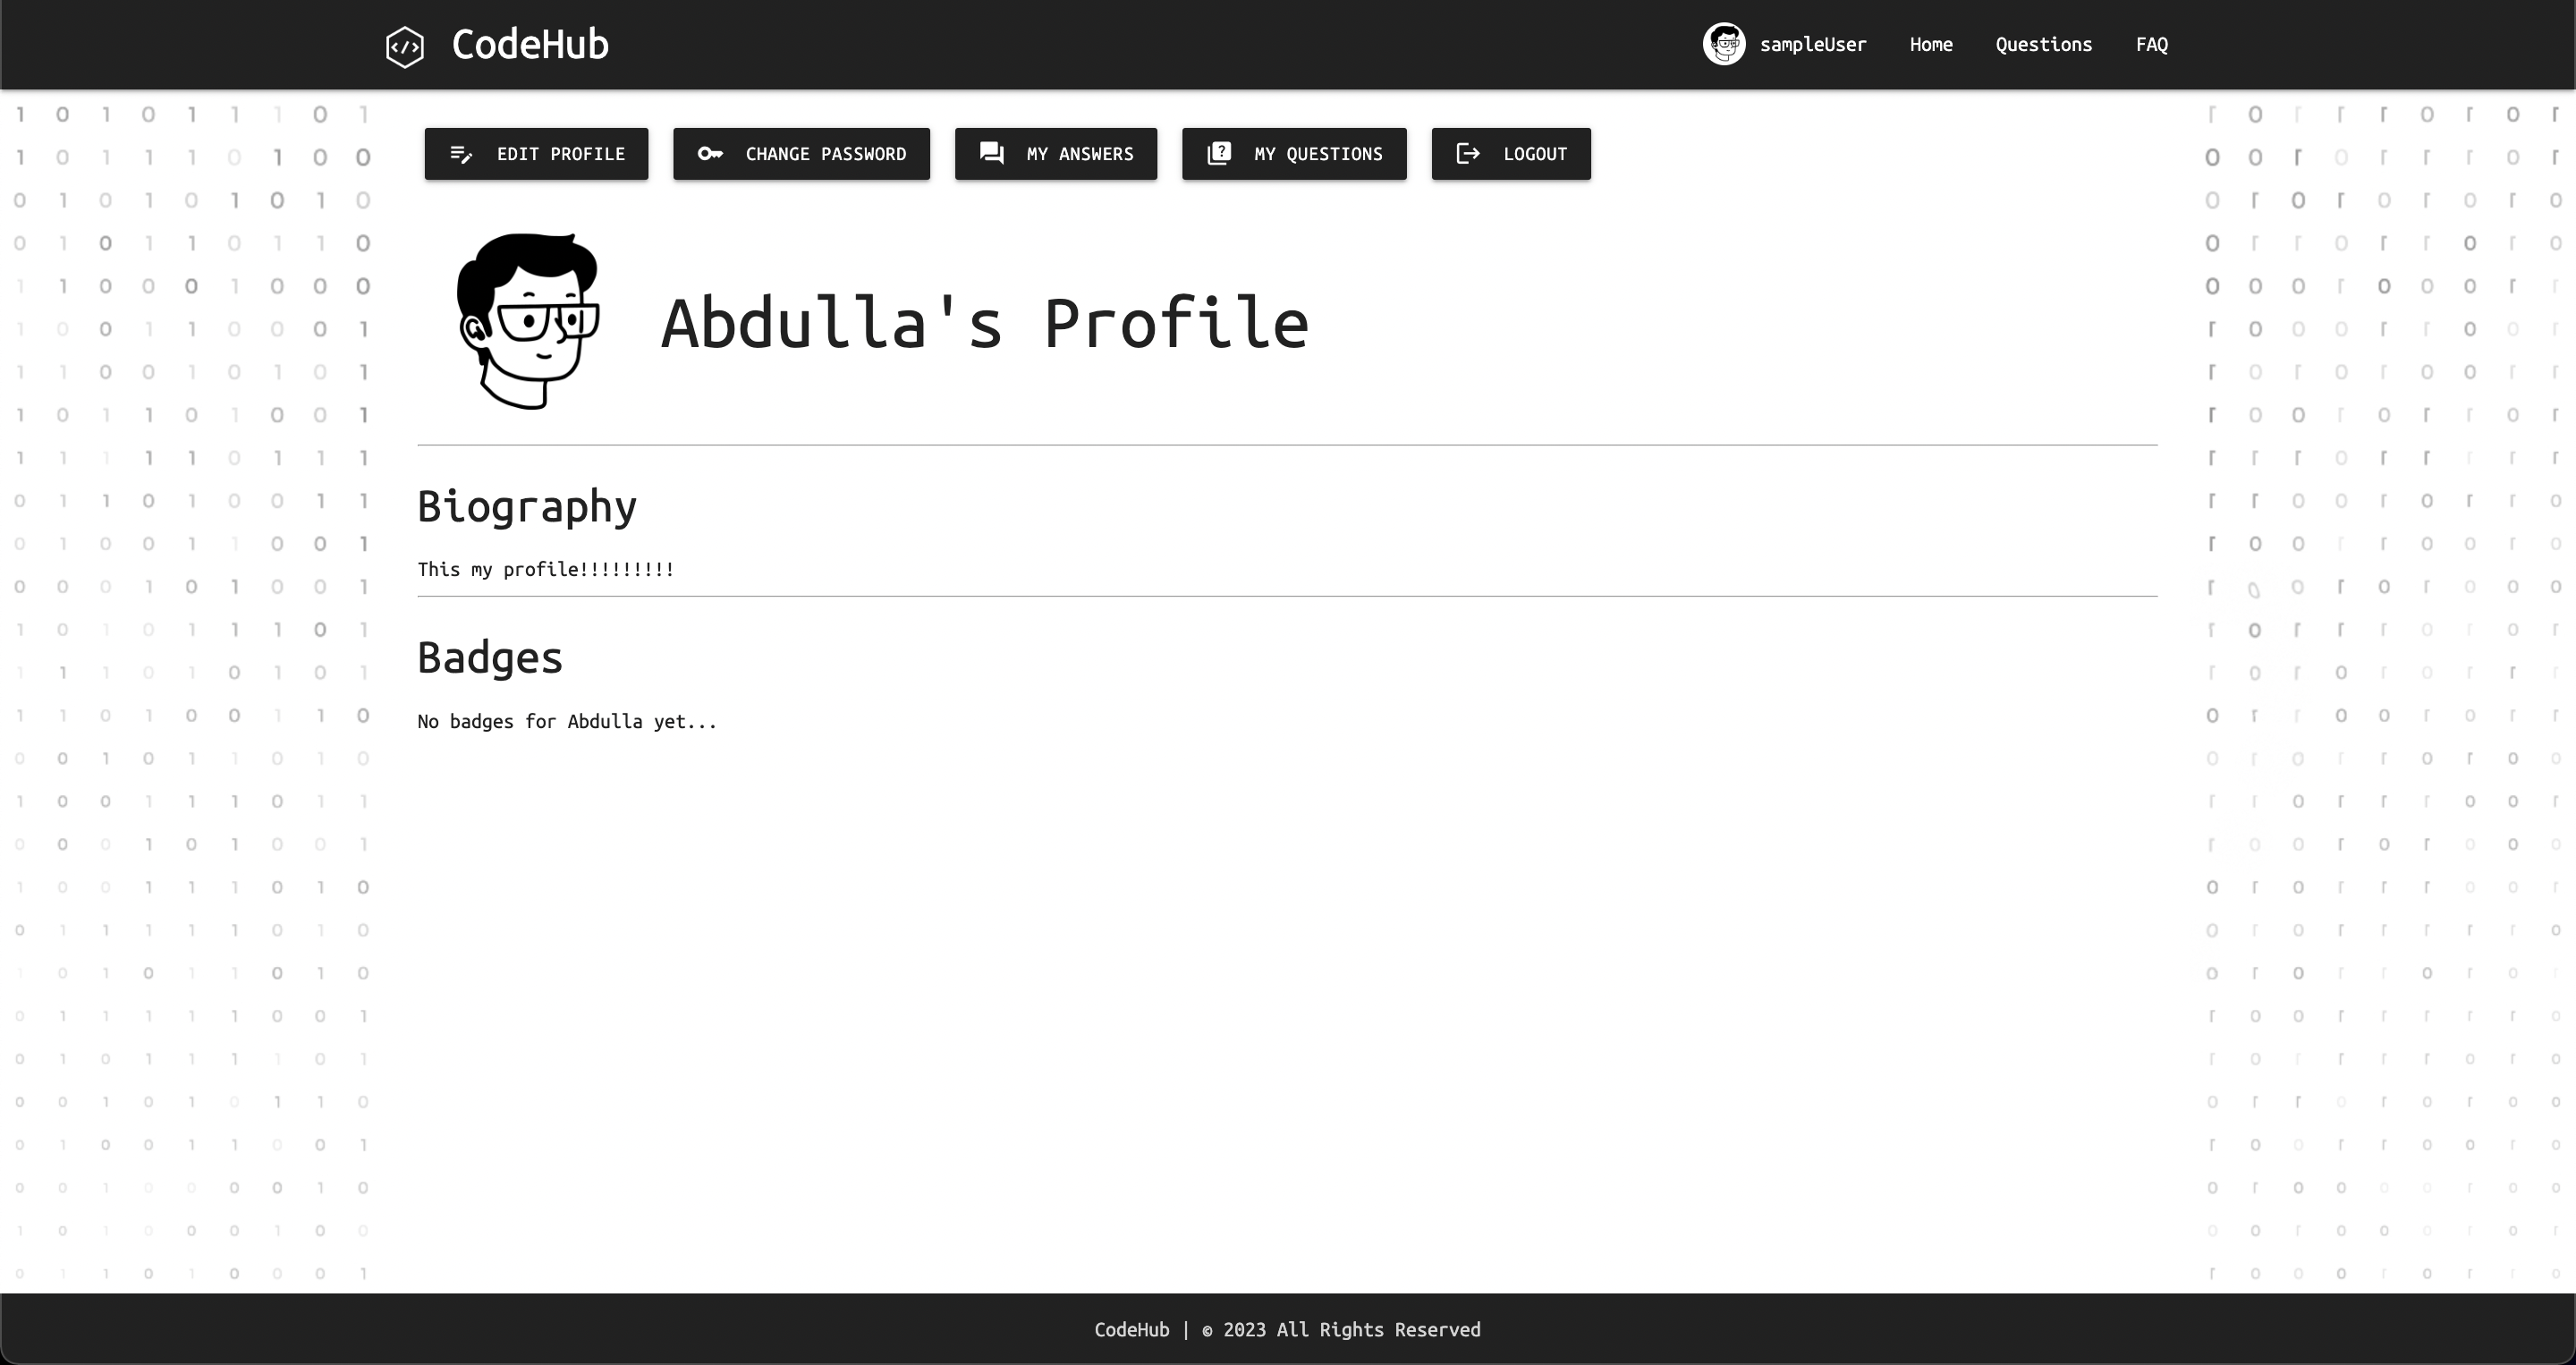 CodeHub
sampleUser Home Questions FAQ
EDIT PROFILE CHANGE PASSWORD MY ANSWERS MY QUESTIONS LOGOUT
Abdulla's Profile
Biography
This my profile!!!!!!!!!
Badges
No badges for Abdulla yet...
CodeHub | © 2023 All Rights Reserved